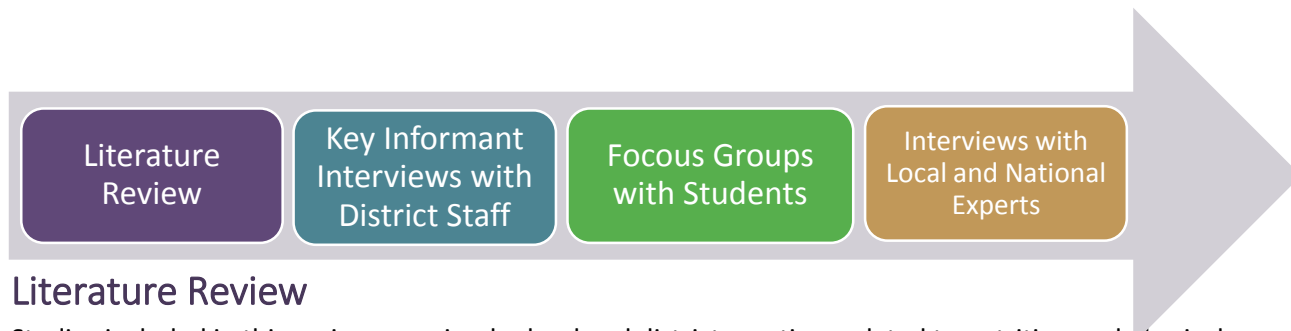 Literature
Review
Key Informant
Interviews with
District Staff
Focous Groups
with Students
Interviews with
Local and National
Experts
Literature Review